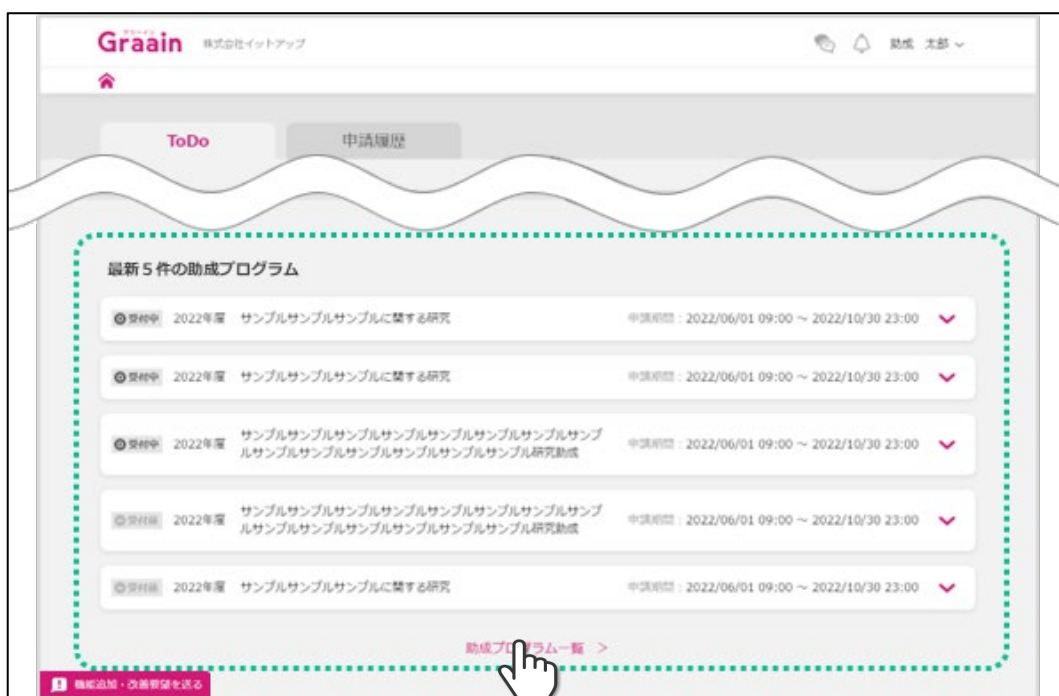 グラーイン
Graain 株式会社イットアップ
助成 太郎
ToDo
申請履歴
最新5件の助成プログラム
受付中 2022年度 サンプルサンプルサンプルに関する研究 申請期間：2022/06/01 09:00 ～ 2022/10/30 23:00
受付中 2022年度 サンプルサンプルサンプルに関する研究 申請期間：2022/06/01 09:00 ～ 2022/10/30 23:00
受付中 2022年度 サンプルサンプルサンプルサンプルサンプルサンプルサンプルサンプ
ルサンプルサンプルサンプルサンプルサンプルサンプル研究助成 申請期間：2022/06/01 09:00 ～ 2022/10/30 23:00
受付前 2022年度 サンプルサンプルサンプルサンプルサンプルサンプルサンプルサンプ
ルサンプルサンプルサンプルサンプルサンプルサンプル研究助成 申請期間：2022/06/01 09:00 ～ 2022/10/30 23:00
受付前 2022年度 サンプルサンプルサンプルに関する研究 申請期間：2022/06/01 09:00 ～ 2022/10/30 23:00
助成プログラム一覧 >
機能追加・改善要望を送る